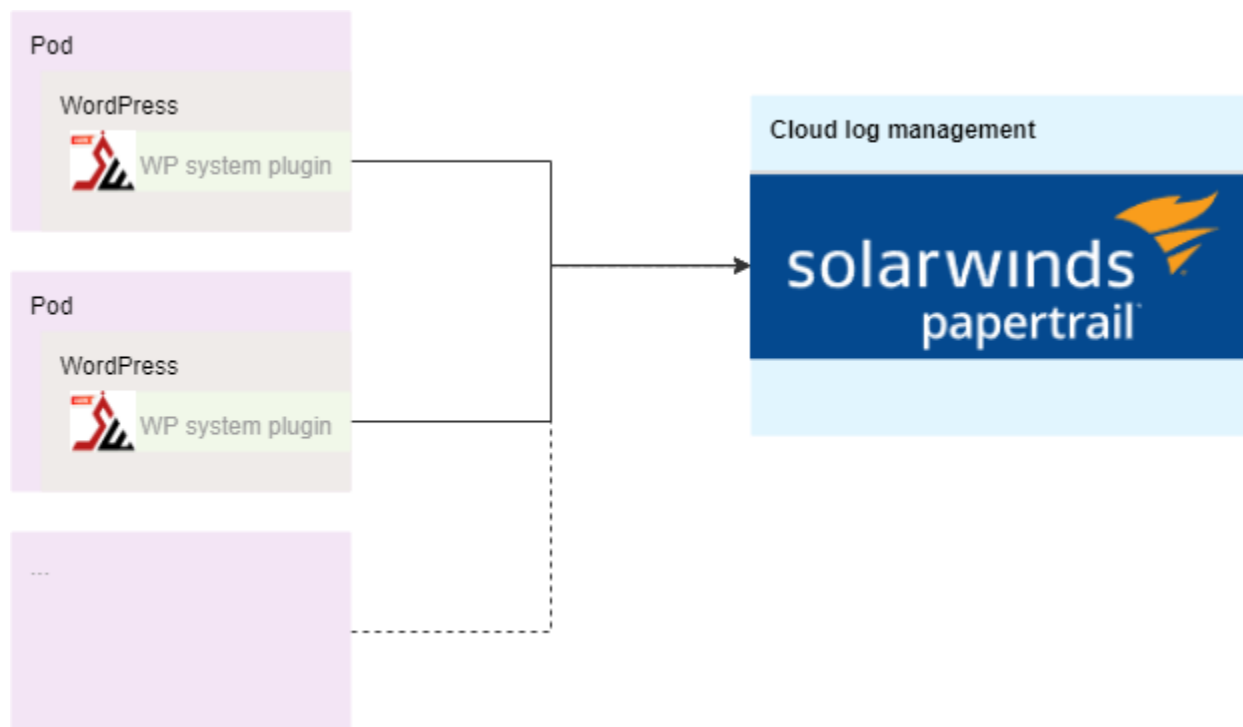 Pod
WordPress
WP system plugin
Pod
WordPress
WP system plugin
...
Cloud log management
solarwinds
papertrail